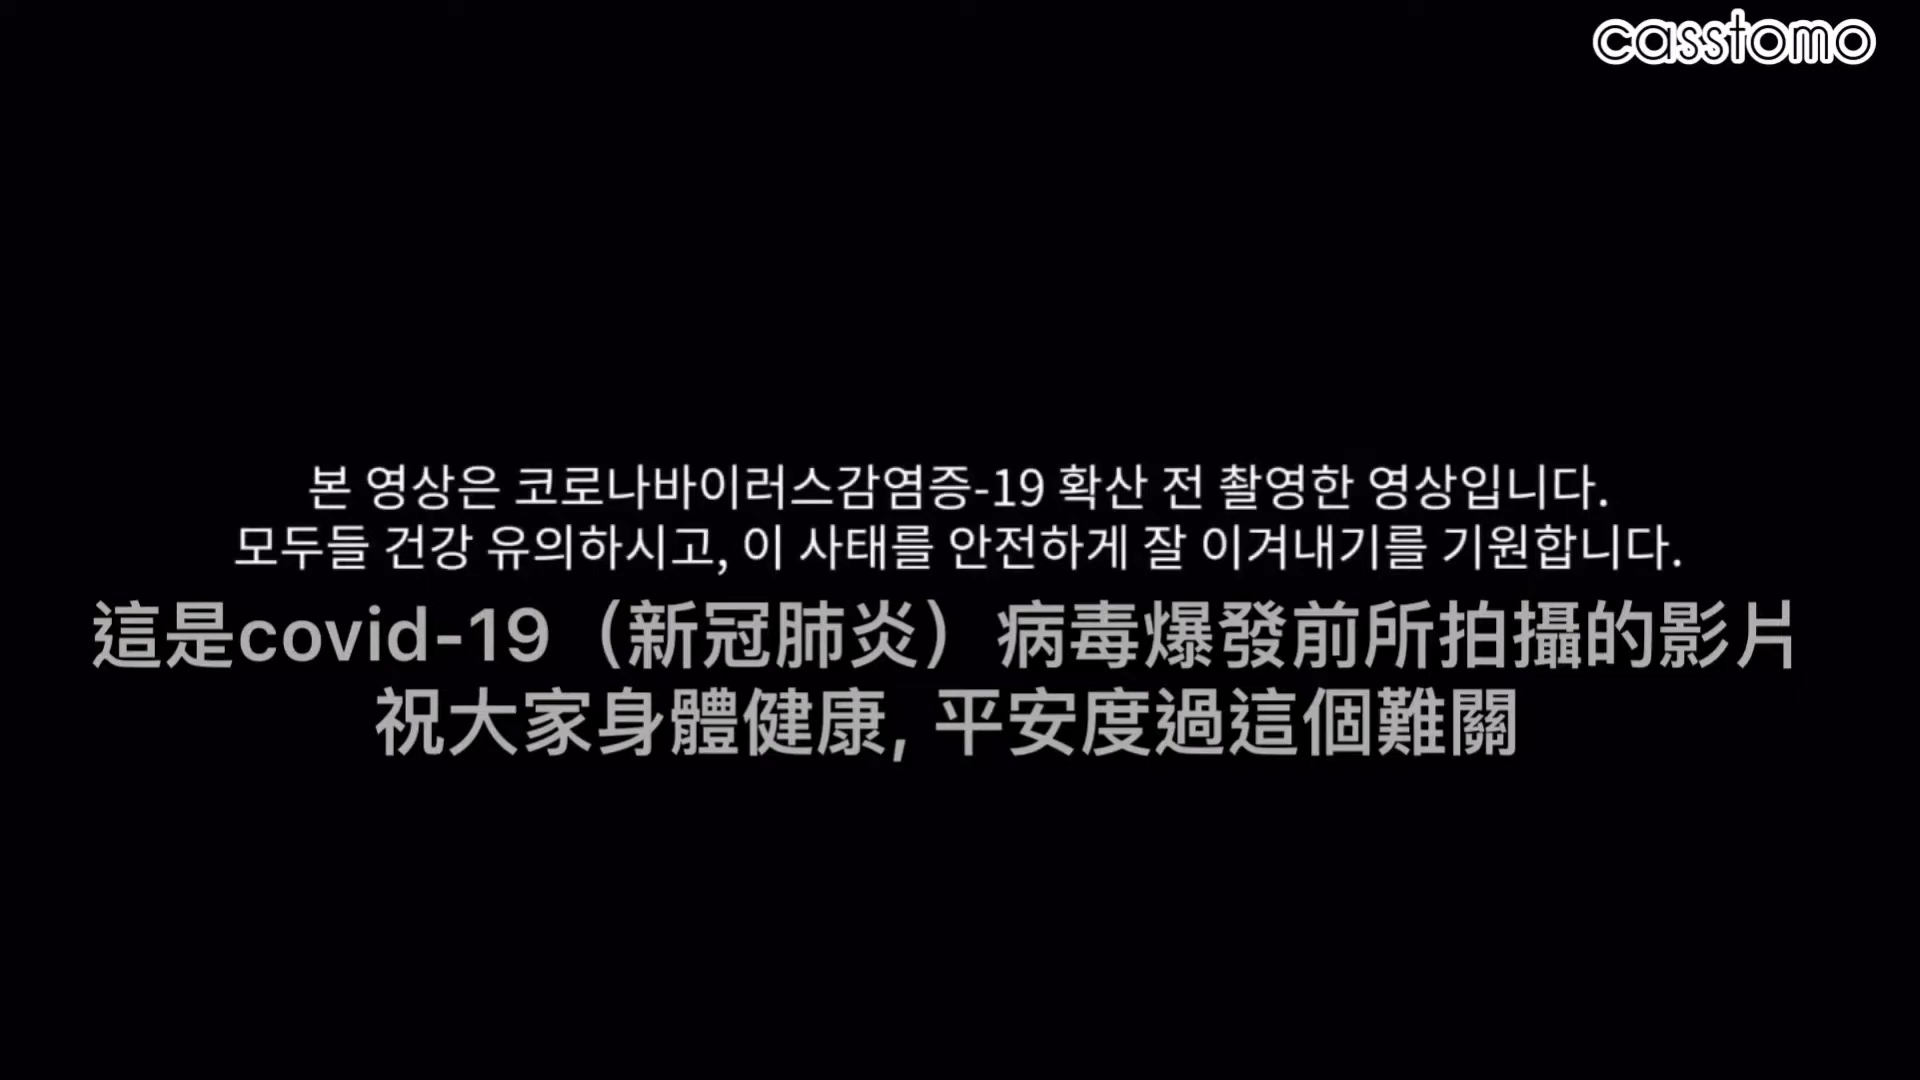 casstomo
본 영상은 코로나바이러스감염증-19 확산 전 촬영한 영상입니다.
모두들 건강 유의하시고, 이 사태를 안전하게 잘 이겨내기를 기원합니다.
這是covid-19（新冠肺炎）病毒爆發前所拍攝的影片
祝大家身體健康, 平安度過這個難關